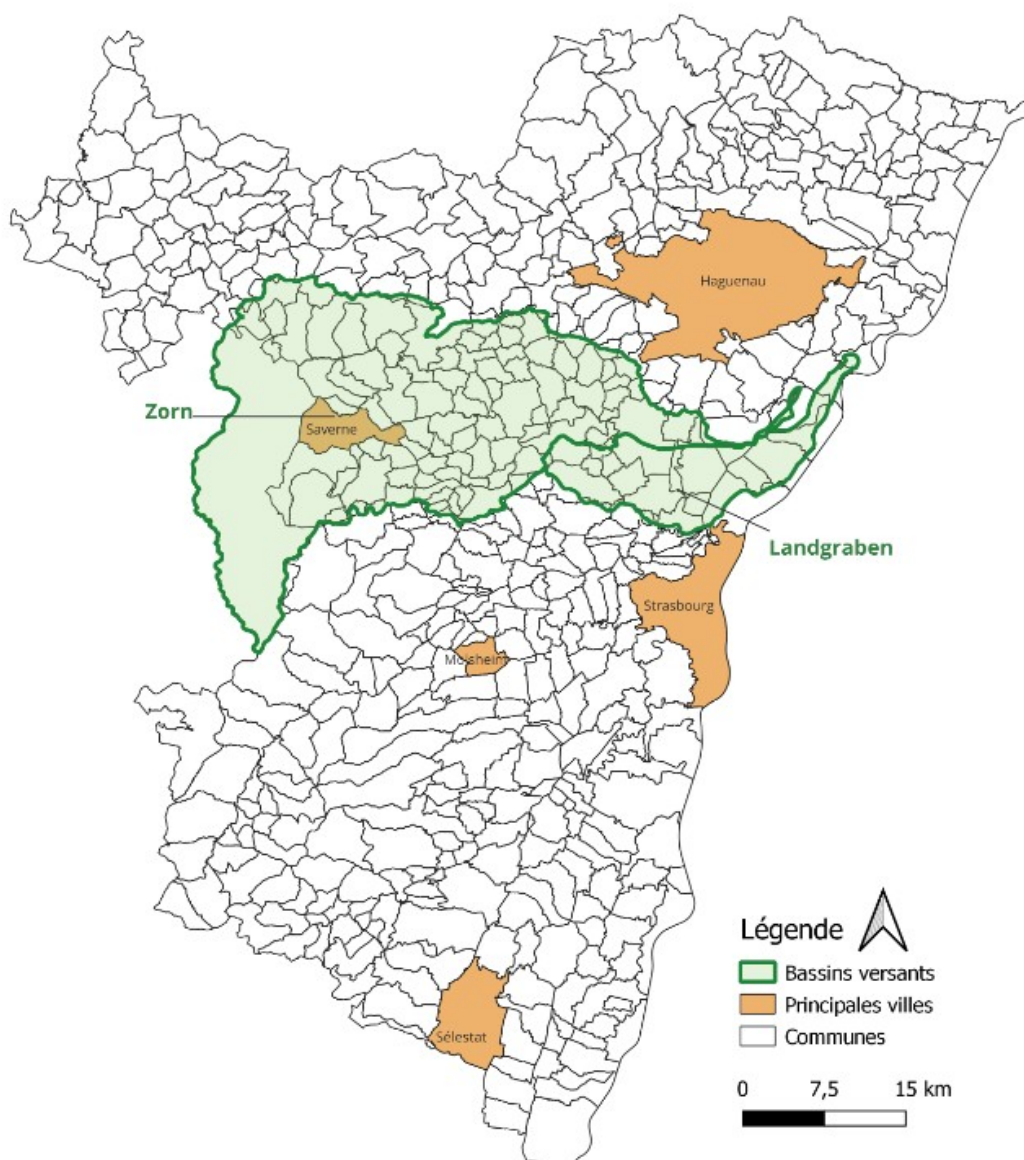 Haguenau
Zorn
Saverne
Landgraben
Strasbourg
Molsheim
Légende
Bassins versants
Principales villes
Sélestat
Communes
0 7,5 15 km